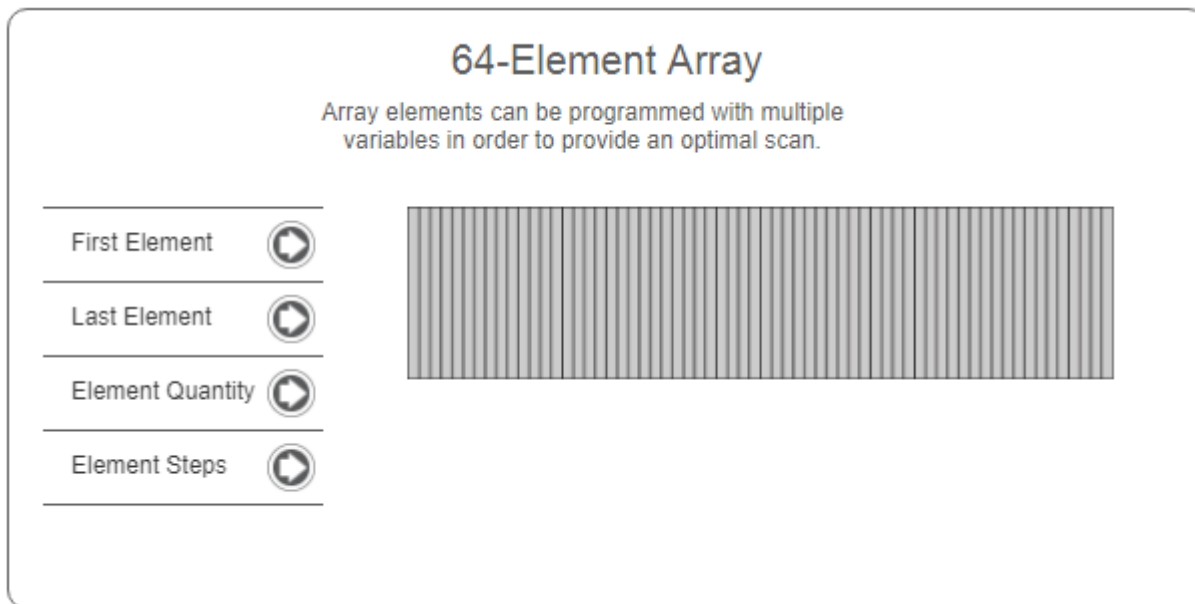 64-Element Array
Array elements can be programmed with multiple
variables in order to provide an optimal scan.
First Element
Last Element
Element Quantity
Element Steps